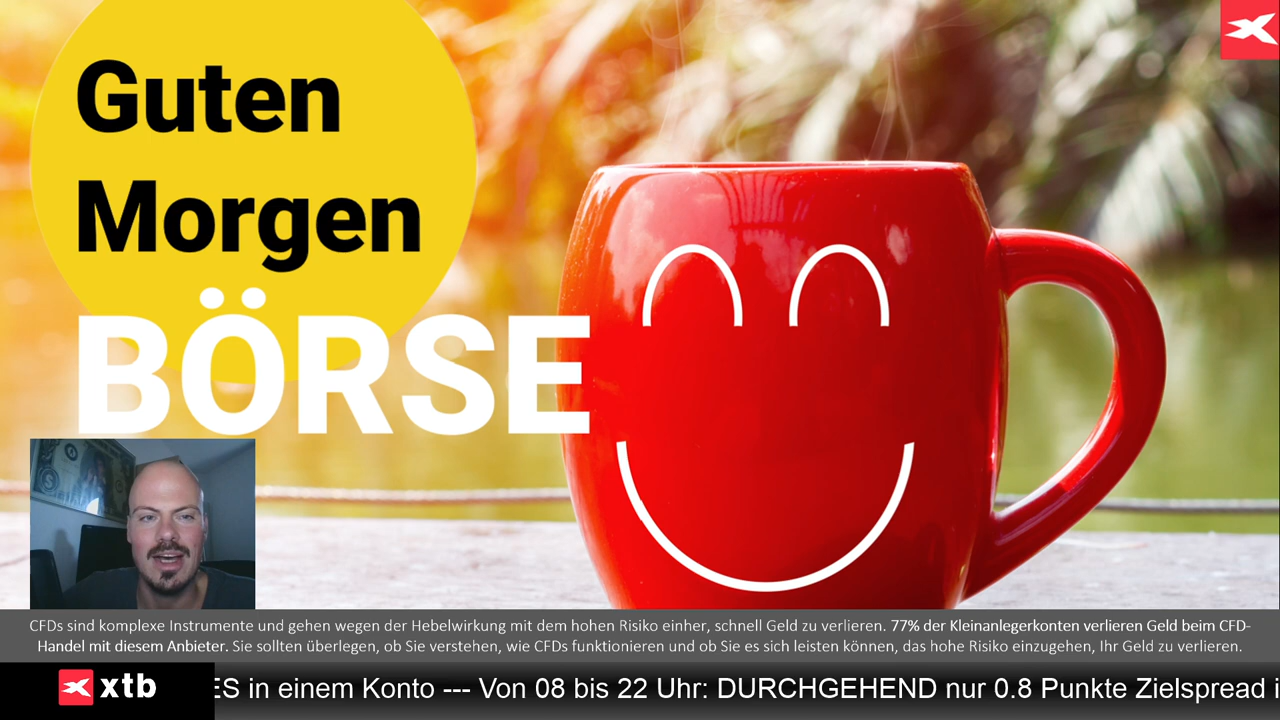 Guten
Morgen
BÖRSE
CFDs sind komplexe Instrumente und gehen wegen der Hebelwirkung mit dem hohen Risiko einher, schnell Geld zu verlieren. 77% der Kleinanlegerkonten verlieren Geld beim CFD-
Handel mit diesem Anbieter. Sie sollten überlegen, ob Sie verstehen, wie CFDs funktionieren und ob Sie es sich leisten können, das hohe Risiko einzugehen, Ihr Geld zu verlieren.
xtb
ES in einem Konto --- Von 08 bis 22 Uhr: DURCHGEHEND nur 0.8 Punkte Zielspread i